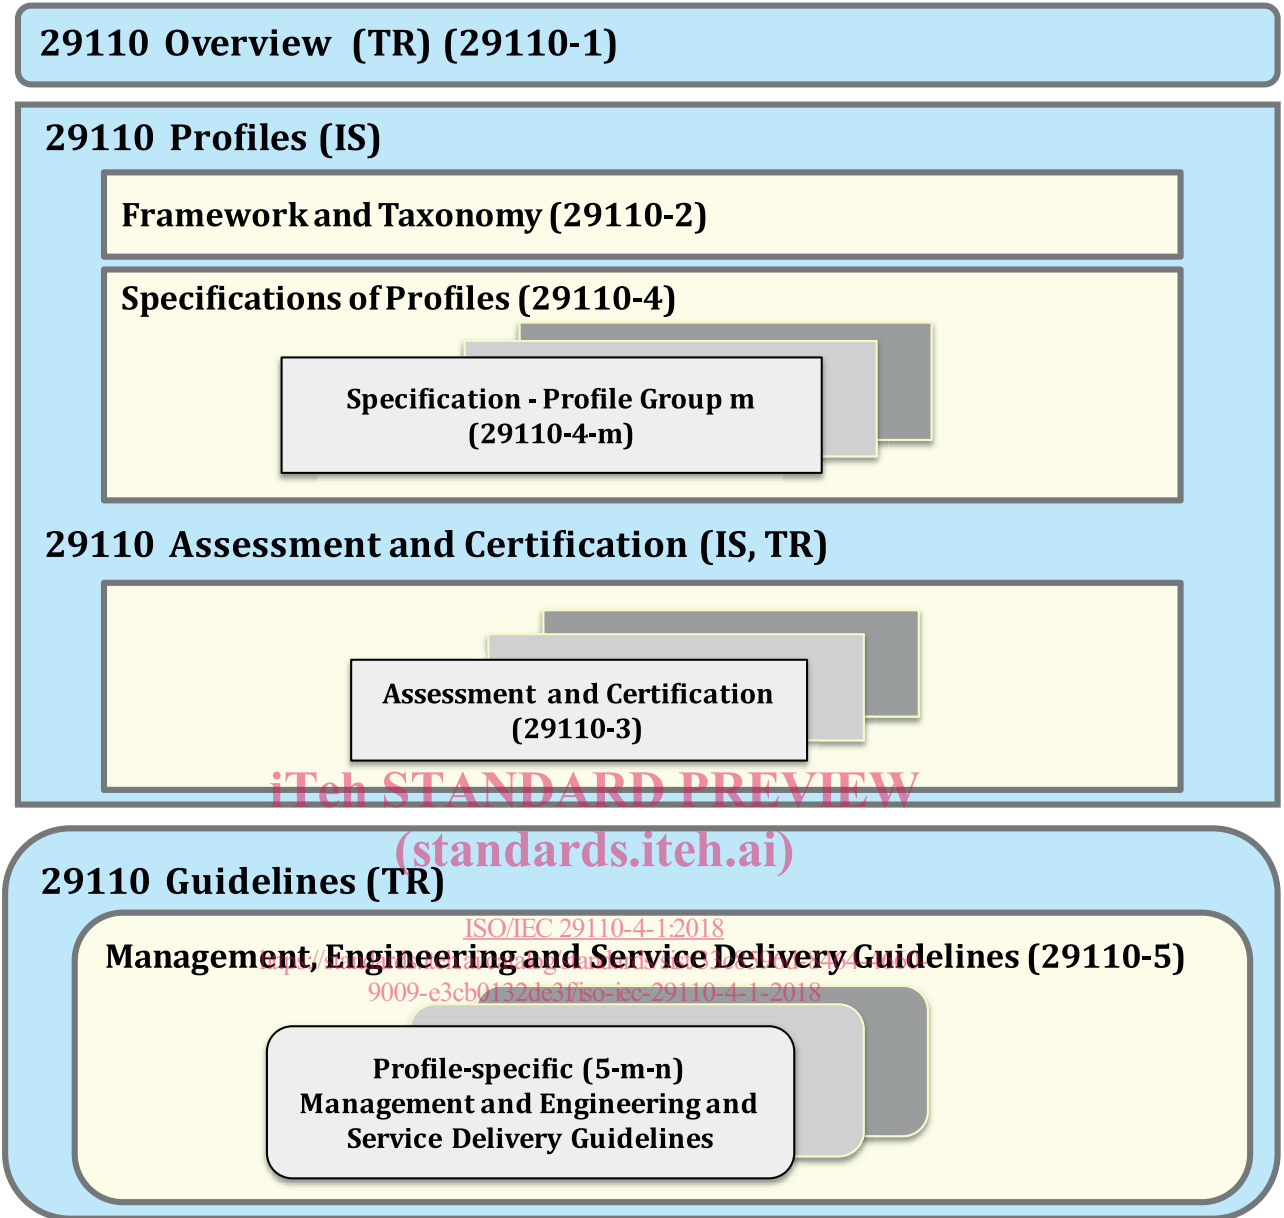 29110 Overview (TR) (29110-1)
29110 Profiles (IS)
Framework and Taxonomy (29110-2)
Specifications of Profiles (29110-4)
Specification - Profile Group m
(29110-4-m)
29110 Assessment and Certification (IS, TR)
Assessment and Certification
(29110-3)
iTeh STANDARD PREVIEW
(standards.iteh.ai)
29110 Guidelines (TR)
ISO/IEC 29110-4-1:2018
Management, Engineering and Service Delivery Guidelines (29110-5)
9009-e3cb0132de3f/iso-iec-29110-4-1-2018
Profile-specific (5-m-n)
Management and Engineering and
Service Delivery Guidelines